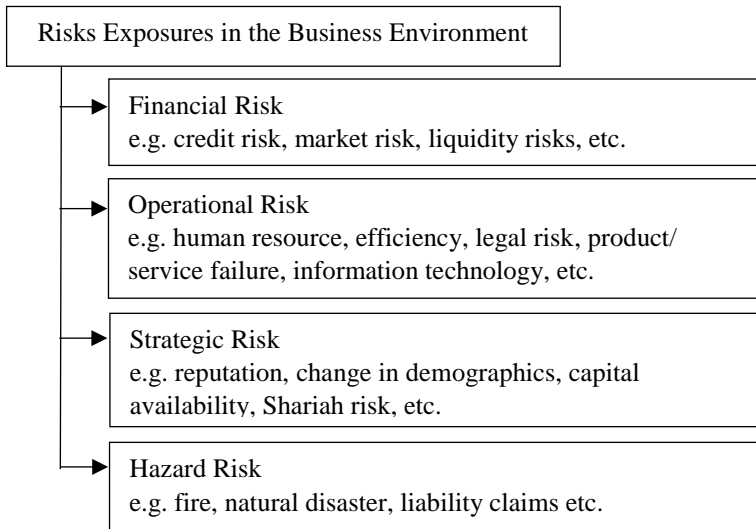 Risks Exposures in the Business Environment
Financial Risk
e.g. credit risk, market risk, liquidity risks, etc.
Operational Risk
e.g. human resource, efficiency, legal risk, product/
service failure, information technology, etc.
Strategic Risk
e.g. reputation, change in demographics, capital
availability, Shariah risk, etc.
Hazard Risk
e.g. fire, natural disaster, liability claims etc.